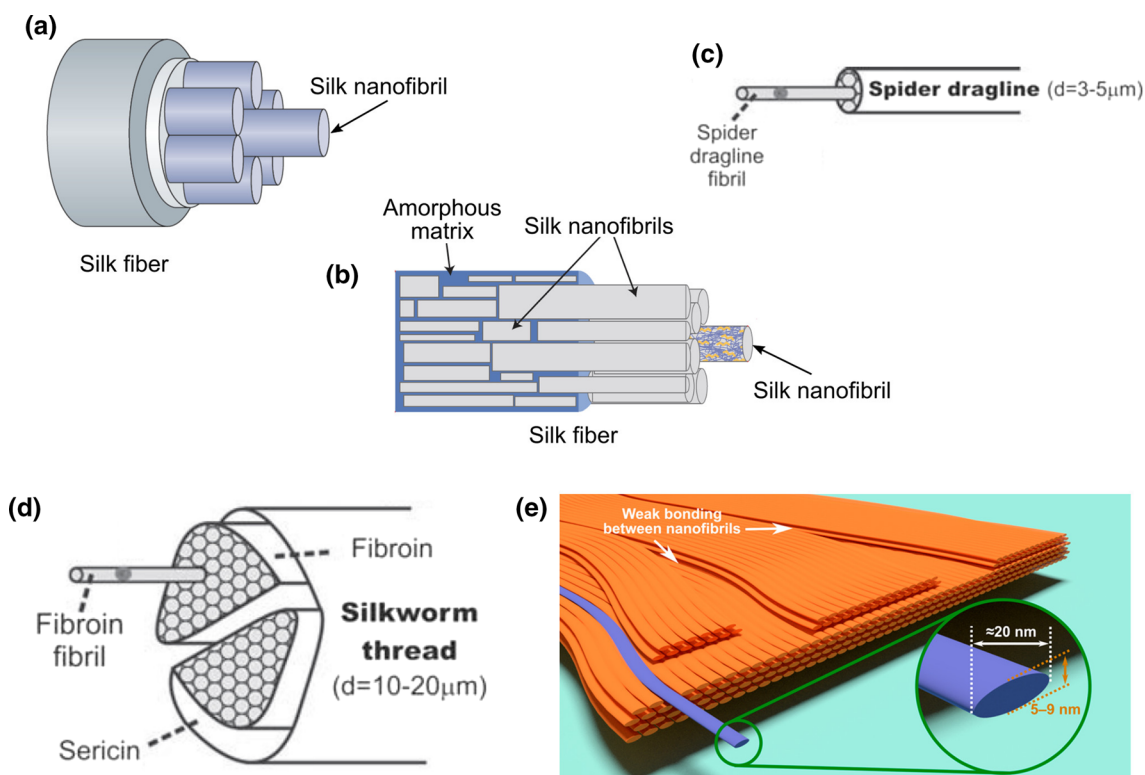 (a)
Silk nanofibril
Silk fiber
(c)
Spider dragline (d=3-5μm)
Spider
dragline
fibril
(b)
Amorphous
matrix
Silk nanofibrils
Silk nanofibril
Silk fiber
(d)
Fibroin
Fibroin
fibril
Silkworm
thread
(d=10-20μm)
Sericin
(e)
Weak bonding
between nanofibrils
≈20 nm
5–9 nm